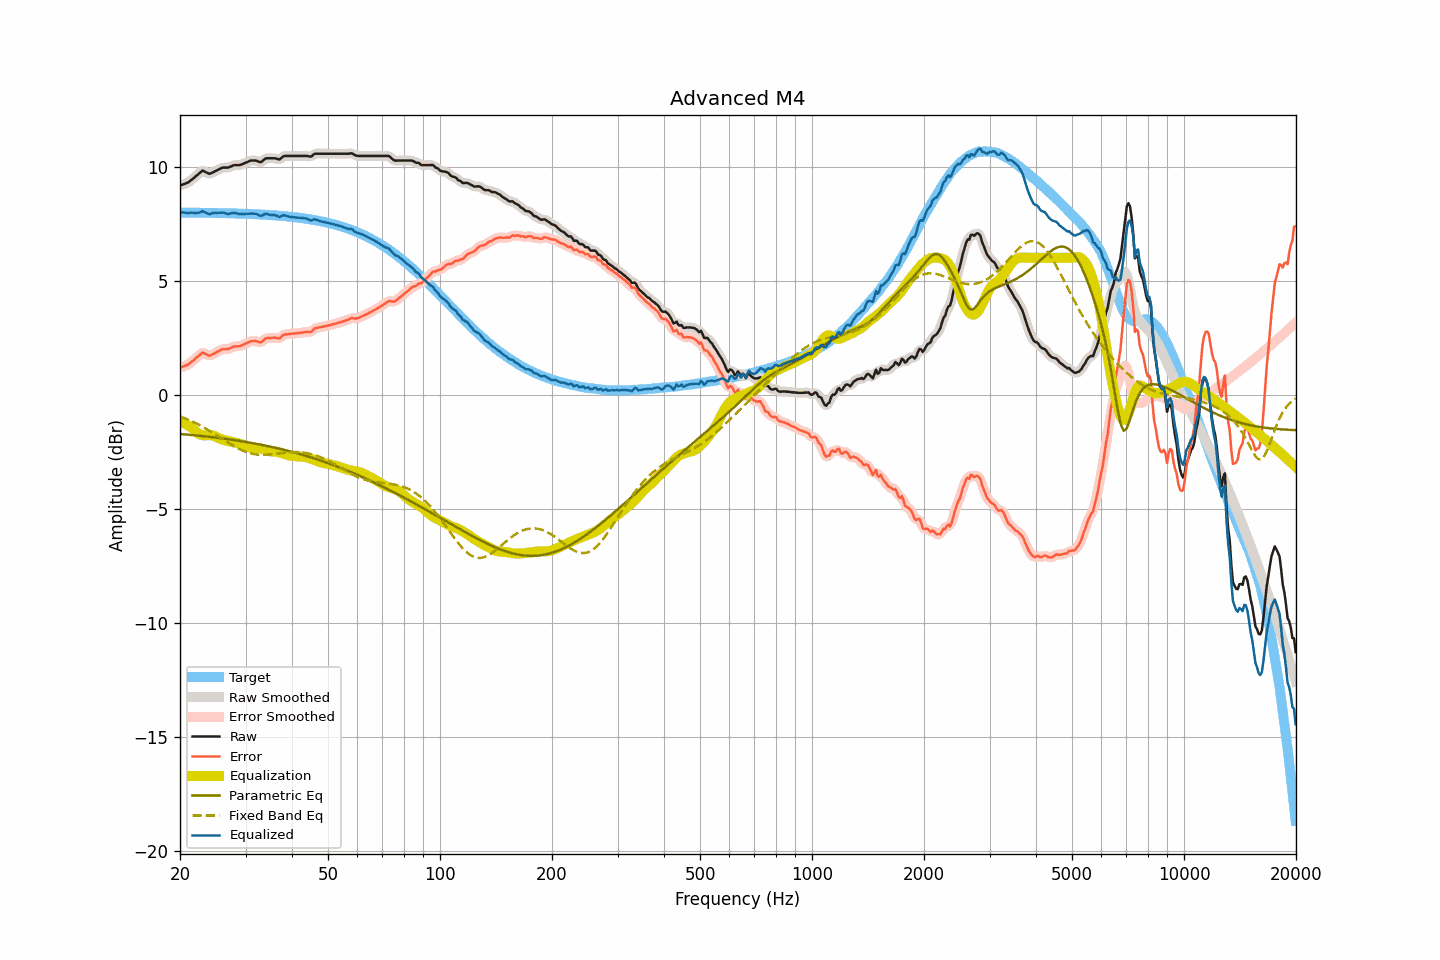 Advanced M4
Amplitude (dBr)
10
5
0
−5
−10
−15
−20
Target
Raw Smoothed
Error Smoothed
Raw
Error
Equalization
Parametric Eq
Fixed Band Eq
Equalized
20 50 100 200 500 1000 2000 5000 10000 20000
Frequency (Hz)